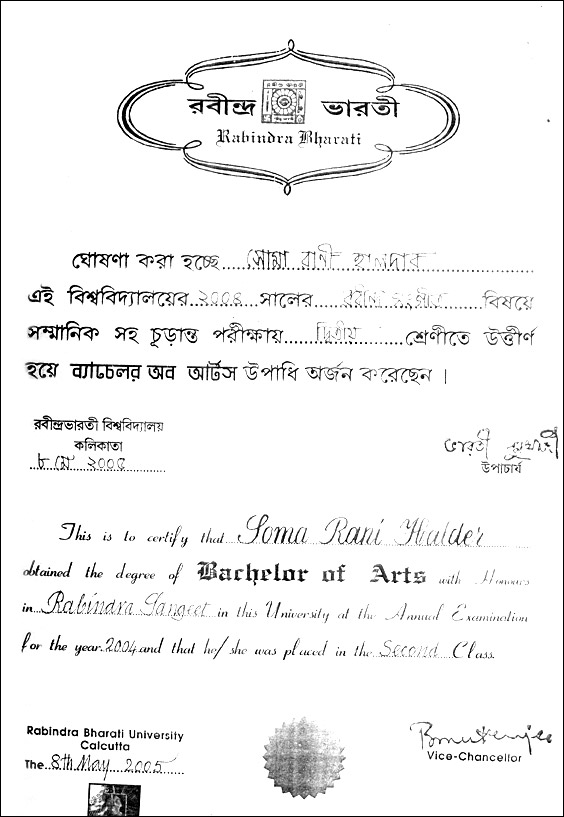 রবীন্দ্র ভারতী
Rabindra Bharati
ঘোষণা করা হচ্ছে সোমা রাণী হালদার
এই বিশ্ববিদ্যালয়ের ২০০৪ সালের রবীন্দ্র সংগীত বিষয়ে
সম্মানিক সহ চূড়ান্ত পরীক্ষায় দ্বিতীয় শ্রেণীতে উত্তীর্ণ
হয়ে ব্যাচেলর অব আর্টস উপাধি অর্জন করেছেন।
রবীন্দ্রভারতী বিশ্ববিদ্যালয়
কলিকাতা
৮ মে ২০০৫
ভারতী মুখার্জী
উপাচার্য
This is to certify that Soma Rani Halder
obtained the degree of Bachelor of Arts with Honours
in Rabindra Sangeet in this University at the Annual Examination
for the year 2004 and that he/she was placed in the Second Class.
Rabindra Bharati University
Calcutta
The 8th May 2005
BMukherjee
Vice-Chancellor